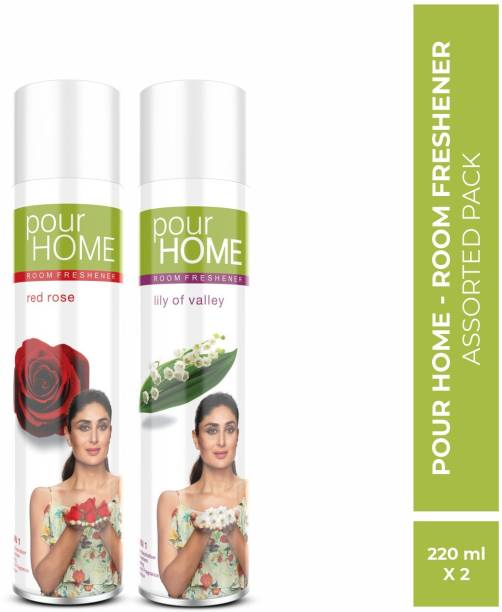 pour
HOME
ROOM FRESHENER
red rose
pour
HOME
ROOM FRESHENER
lily of valley
POUR HOME - ROOM FRESHENER
ASSORTED PACK
220 ml
X 2